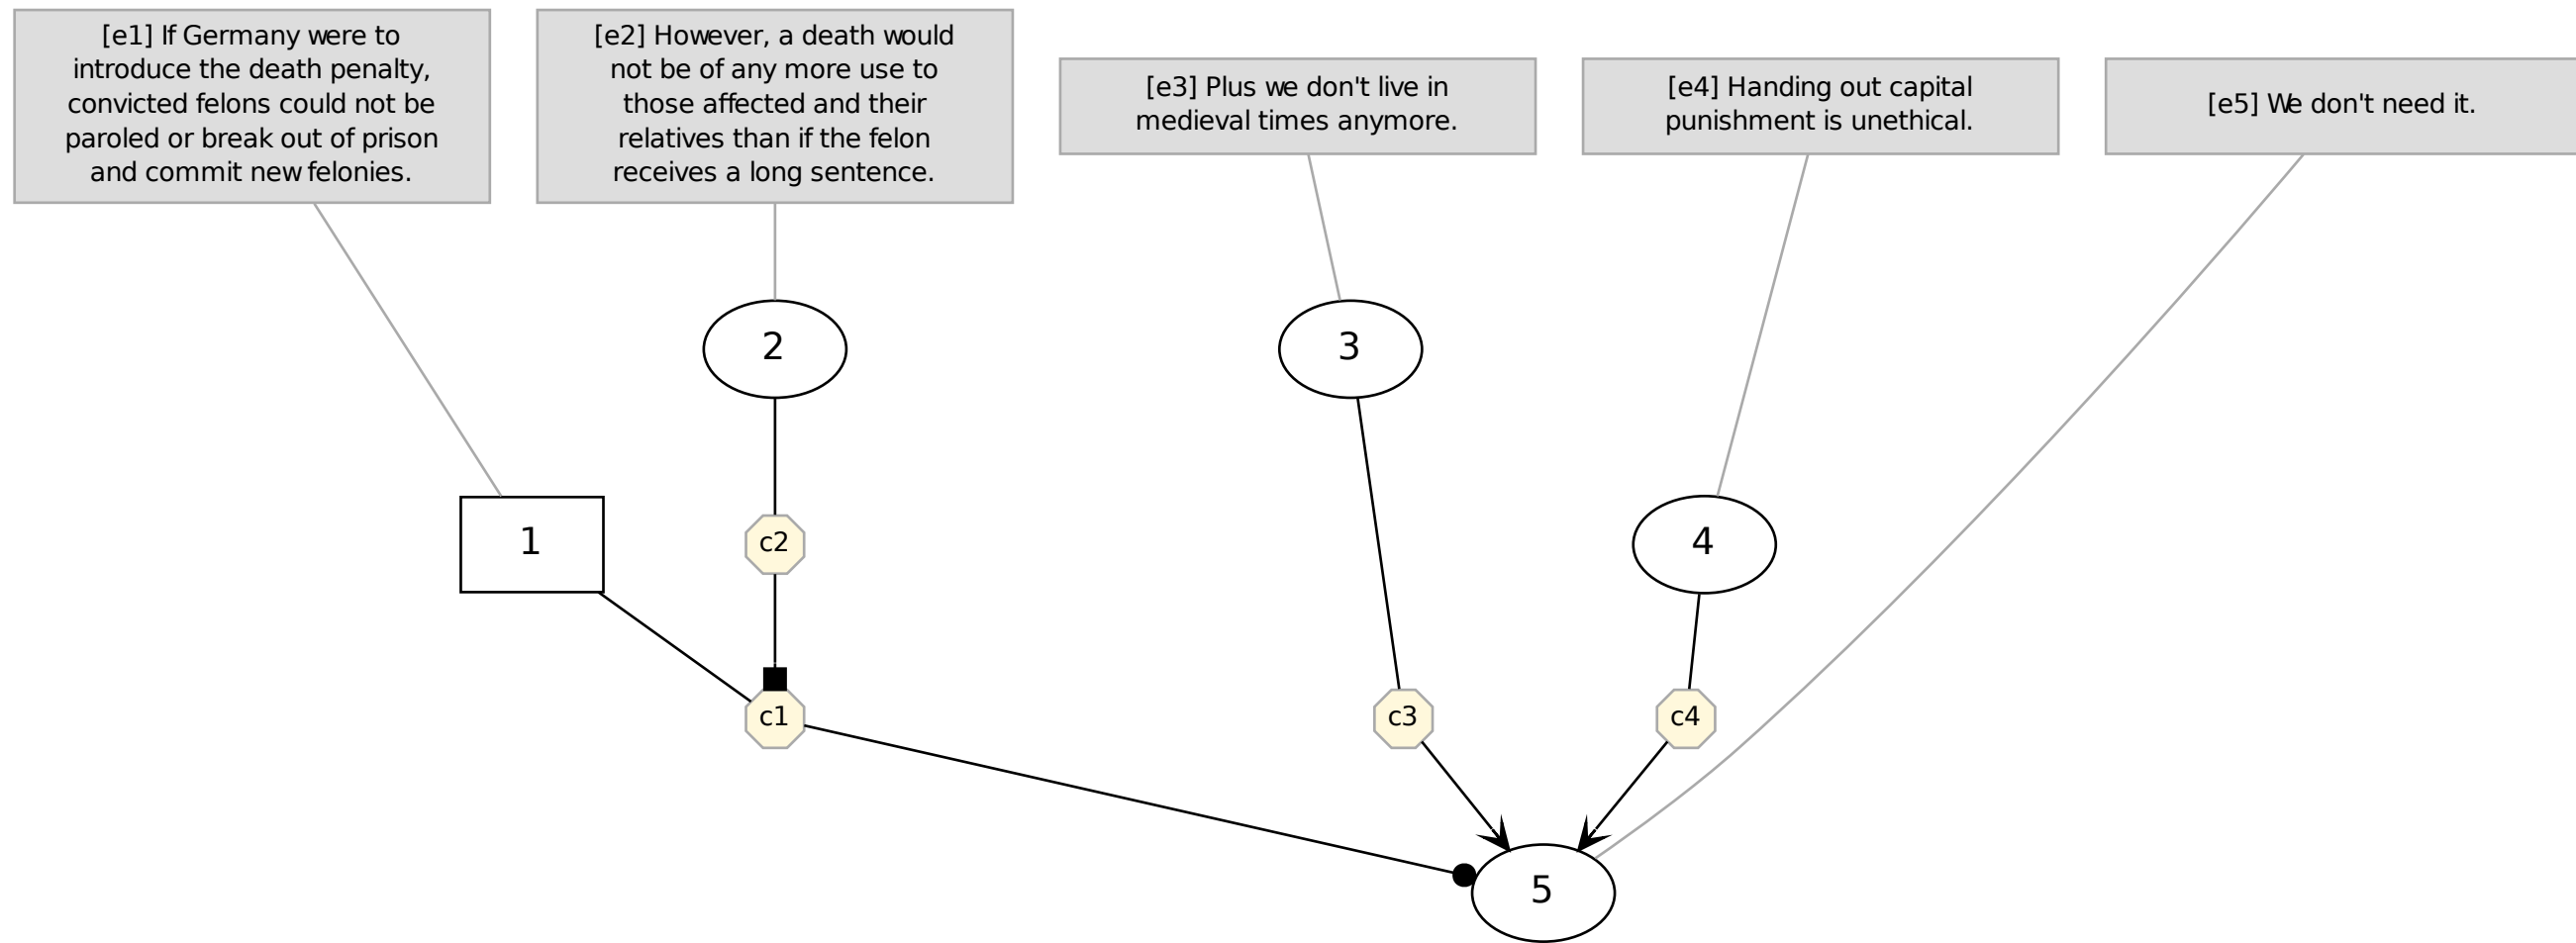 [e1] If Germany were to
introduce the death penalty,
convicted felons could not be
paroled or break out of prison
and commit new felonies.
[e2] However, a death would
not be of any more use to
those affected and their
relatives than if the felon
receives a long sentence.
[e3] Plus we don't live in
medieval times anymore.
[e4] Handing out capital
punishment is unethical.
[e5] We don't need it.
2
3
1
c2
4
c1
c3
c4
5